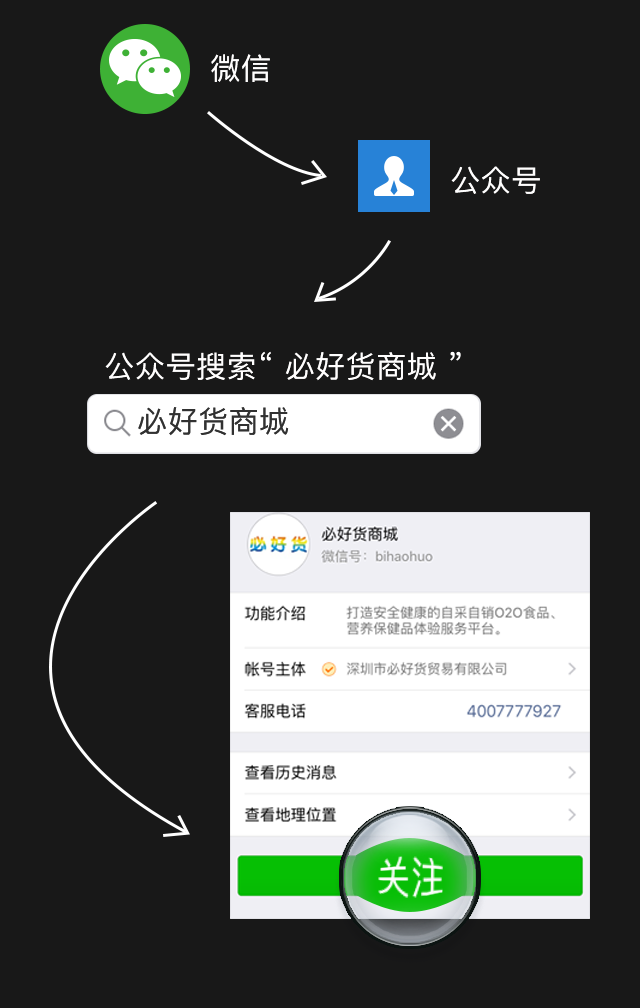 微信
公众号
公众号搜索“ 必好货商城 ”
必好货商城
必好货
必好货商城
微信号：bihaohuo
功能介绍
打造安全健康的自采自销O2O食品、
营养保健品体验服务平台。
帐号主体
深圳市必好货贸易有限公司
客服电话
4007777927
查看历史消息
查看地理位置
关注